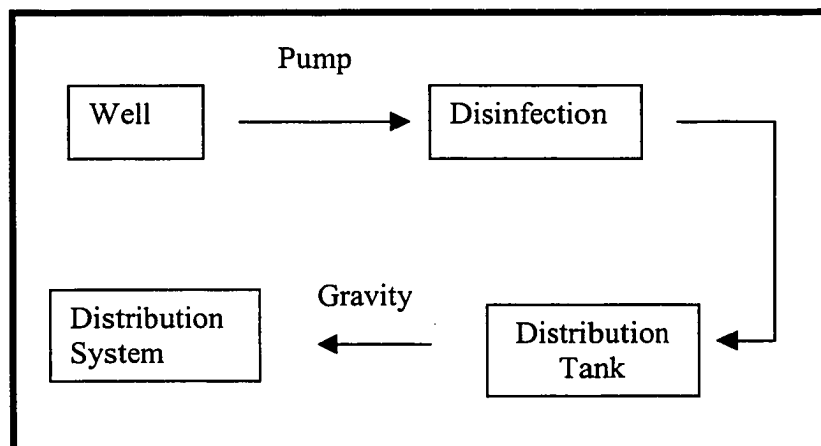 Pump
Well
Disinfection
Gravity
Distribution
System
Distribution
Tank